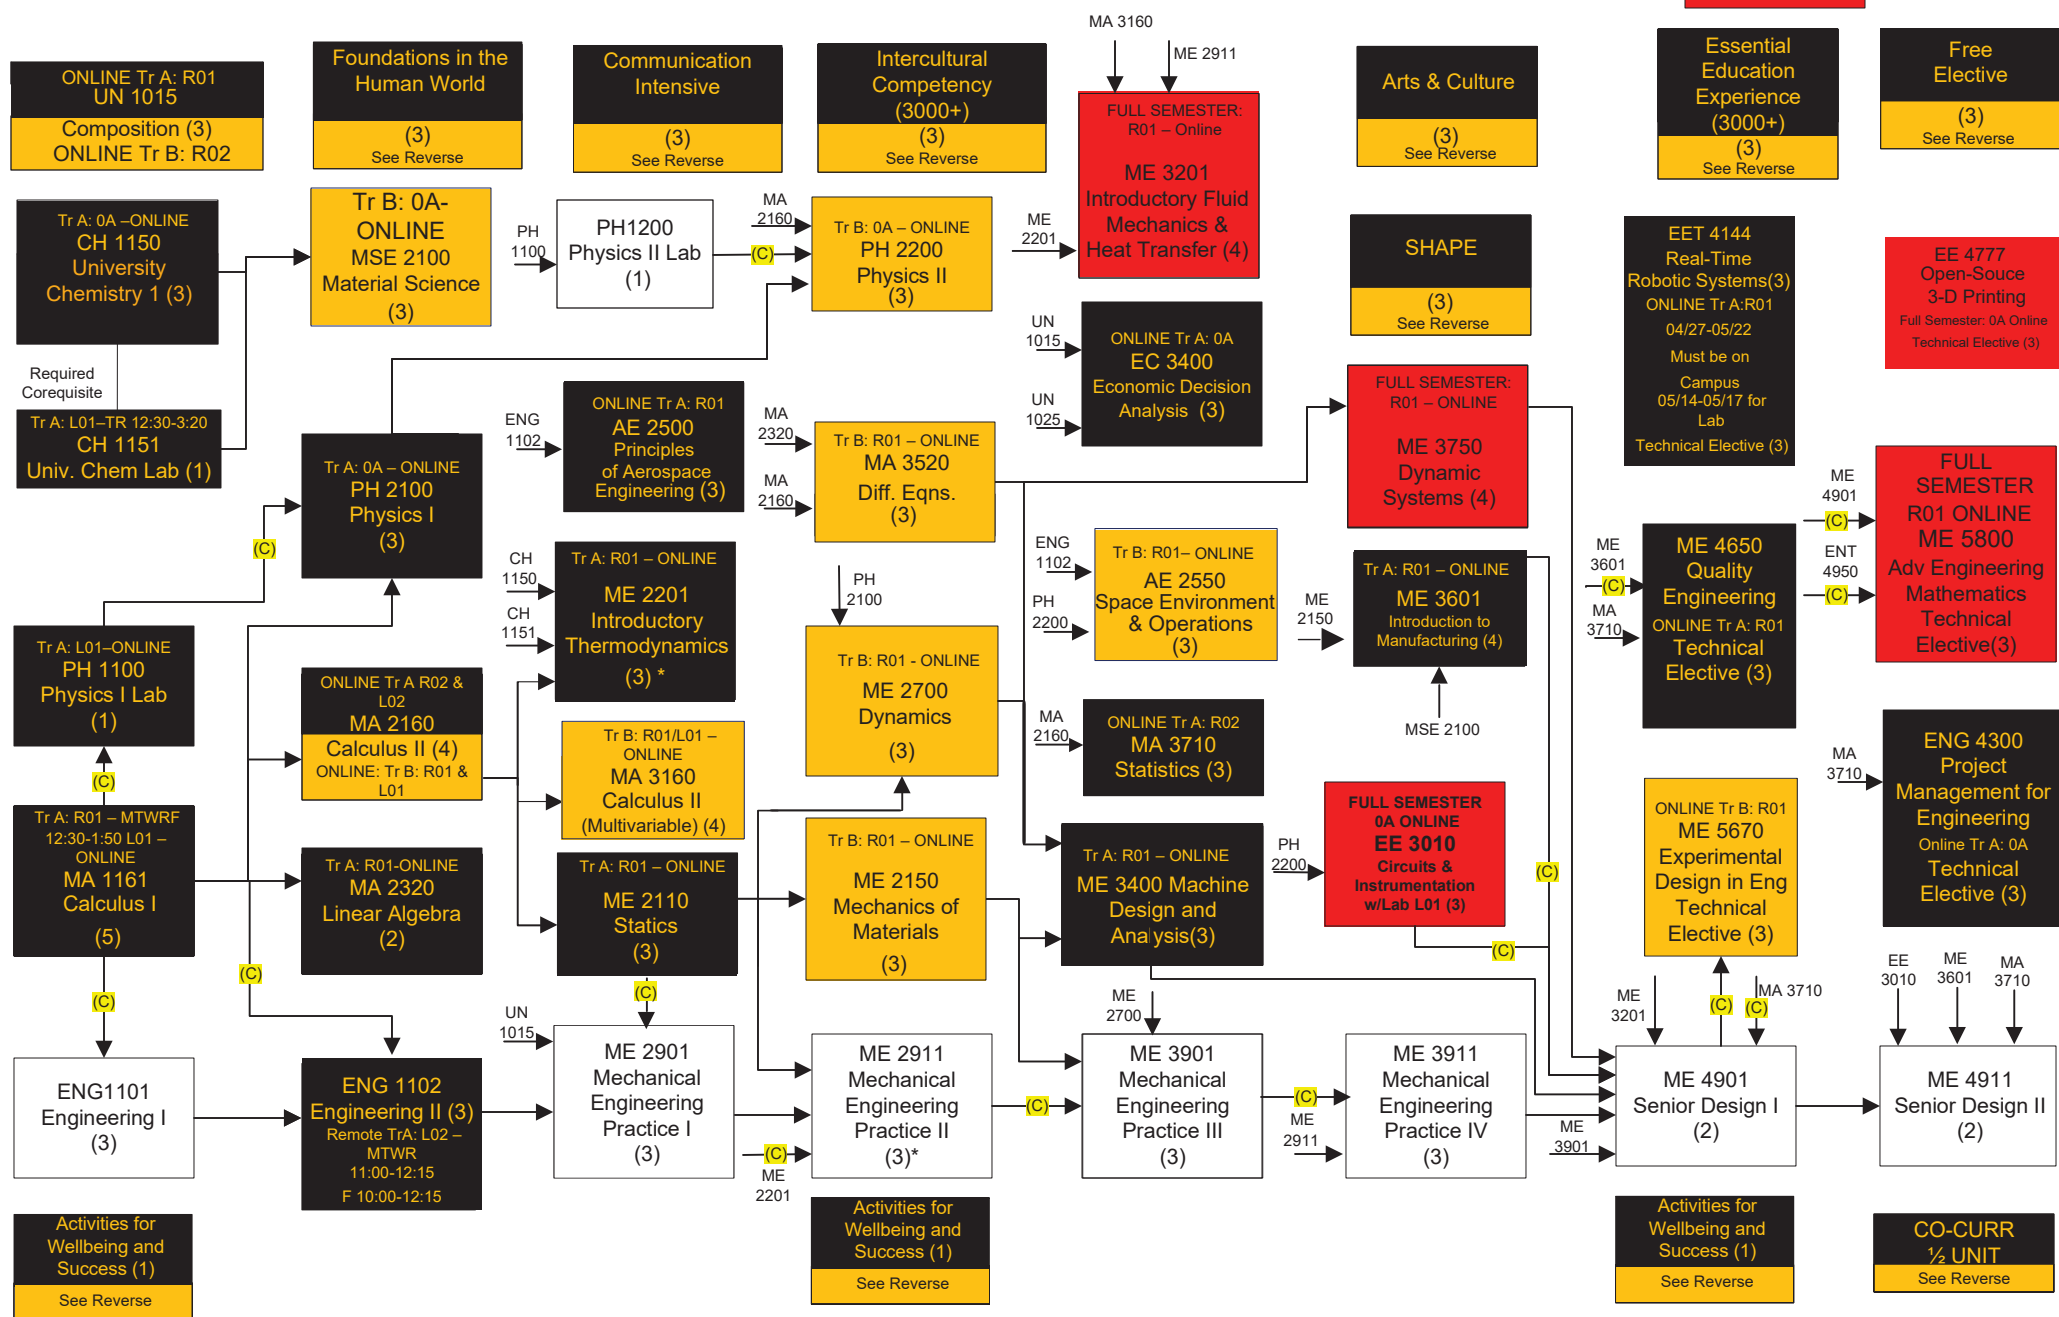 MA 3160
ME 2911
ONLINE Tr A: R01
UN 1015
Composition (3)
ONLINE Tr B: R02
Foundations in the
Human World
(3)
See Reverse
Communication
Intensive
(3)
See Reverse
Intercultural
Competency
(3000+)
(3)
See Reverse
FULL SEMESTER:
R01 – Online
ME 3201
Introductory Fluid
Mechanics &
Heat Transfer (4)
Arts & Culture
(3)
See Reverse
Essential
Education
Experience
(3000+)
(3)
See Reverse
Free
Elective
(3)
See Reverse
Tr A: 0A –ONLINE
CH 1150
University
Chemistry 1 (3)
Tr B: 0A-
ONLINE
MSE 2100
Material Science
(3)
PH
1100
PH1200
Physics II Lab
(1)
MA
2160
(C)
Tr B: 0A – ONLINE
PH 2200
Physics II
(3)
ME
2201
SHAPE
(3)
See Reverse
EET 4144
Real-Time
Robotic Systems(3)
ONLINE Tr A:R01
04/27-05/22
Must be on
Campus
05/14-05/17 for
Lab
Technical Elective (3)
EE 4777
Open-Souce
3-D Printing
Full Semester: 0A Online
Technical Elective (3)
Required
Corequisite
Tr A: L01–TR 12:30-3:20
CH 1151
Univ. Chem Lab (1)
UN
1015
UN
1025
ONLINE Tr A: 0A
EC 3400
Economic Decision
Analysis (3)
ENG
1102
ONLINE Tr A: R01
AE 2500
Principles
of Aerospace
Engineering (3)
MA
2320
MA
2160
Tr B: R01 – ONLINE
MA 3520
Diff. Eqns.
(3)
FULL SEMESTER:
R01 – ONLINE
ME 3750
Dynamic
Systems (4)
Tr A: 0A – ONLINE
PH 2100
Physics I
(3)
(C)
ME
4901
(C)
ENT
4950
(C)
FULL
SEMESTER
R01 ONLINE
ME 5800
Adv Engineering
Mathematics
Technical
Elective(3)
CH
1150
CH
1151
Tr A: R01 – ONLINE
ME 2201
Introductory
Thermodynamics
(3) *
PH
2100
ENG
1102
PH
2200
Tr B: R01– ONLINE
AE 2550
Space Environment
& Operations
(3)
ME
2150
Tr A: R01 – ONLINE
ME 3601
Introduction to
Manufacturing (4)
MSE 2100
ME
3601
(C)
MA
3710
ME 4650
Quality
Engineering
ONLINE Tr A: R01
Technical
Elective (3)
Tr A: L01–ONLINE
PH 1100
Physics I Lab
(1)
(C)
ONLINE Tr A R02 &
L02
MA 2160
Calculus II (4)
ONLINE: Tr B: R01 &
L01
Tr B: R01/L01 –
ONLINE
MA 3160
Calculus II
(Multivariable) (4)
Tr B: R01 - ONLINE
ME 2700
Dynamics
(3)
MA
2160
ONLINE Tr A: R02
MA 3710
Statistics (3)
MA
3710
ENG 4300
Project
Management for
Engineering
Online Tr A: 0A
Technical
Elective (3)
Tr A: R01 – MTWRF
12:30-1:50 L01 –
ONLINE
MA 1161
Calculus I
(5)
Tr A: R01-ONLINE
MA 2320
Linear Algebra
(2)
Tr A: R01 – ONLINE
ME 2110
Statics
(3)
Tr B: R01 – ONLINE
ME 2150
Mechanics of
Materials
(3)
Tr A: R01 – ONLINE
ME 3400 Machine
Design and
Analysis(3)
PH
2200
FULL SEMESTER
0A ONLINE
EE 3010
Circuits &
Instrumentation
w/Lab L01 (3)
(C)
(C)
ONLINE Tr B: R01
ME 5670
Experimental
Design in Eng
Technical
Elective (3)
(C)
(C)
(C)
ME
3201
(C)
(C)
MA 3710
EE
3010
ME
3601
MA
3710
ENG1101
Engineering I
(3)
ENG 1102
Engineering II (3)
Remote TrA: L02 –
MTWR
11:00-12:15
F 10:00-12:15
UN
1015
ME 2901
Mechanical
Engineering
Practice I
(3)
(C)
ME
2201
ME 2911
Mechanical
Engineering
Practice II
(3)*
(C)
ME
2700
ME 3901
Mechanical
Engineering
Practice III
(3)
(C)
ME
2911
ME 3911
Mechanical
Engineering
Practice IV
(3)
ME
3901
ME 4901
Senior Design I
(2)
ME 4911
Senior Design II
(2)
Activities for
Wellbeing and
Success (1)
See Reverse
Activities for
Wellbeing and
Success (1)
See Reverse
Activities for
Wellbeing and
Success (1)
See Reverse
CO-CURR
½ UNIT
See Reverse